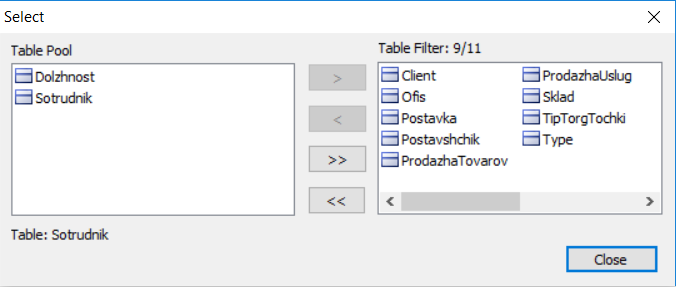 Select
Table Pool
Dolzhnost
Sotrudnik
>
<
>>
<<
Table Filter: 9/11
Client
Ofis
Postavka
Postavshchik
ProdazhaTovarov
ProdazhaUslug
Sklad
TipTorgTochki
Type
Table: Sotrudnik
Close